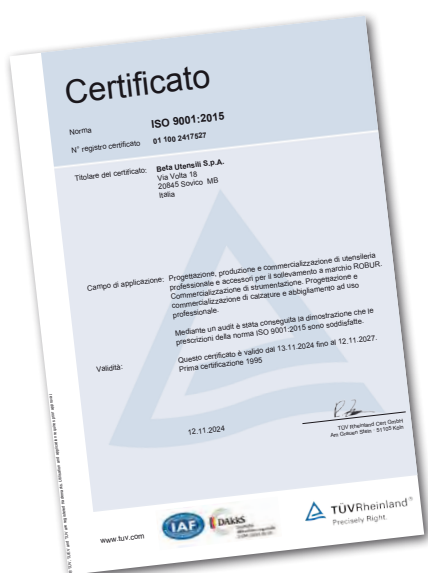 Certificato
Norma ISO 9001:2015
N° registro certificato 01 100 2417527
Titolare del certificato: Beta Utensili S.p.A.
Via Volta 18
20845 Sovico MB
Italia
Campo di applicazione: Progettazione, produzione e commercializzazione di utensileria
professionale e accessori per il sollevamento a marchio ROBUR.
Commercializzazione di strumentazione. Progettazione e
commercializzazione di calzature e abbigliamento ad uso
professionale.
Mediante un audit è stata conseguita la dimostrazione che le
prescrizioni della norma ISO 9001:2015 sono soddisfatte.
Validità: Questo certificato è valido dal 13.11.2024 fino al 12.11.2027.
Prima certificazione 1995
12.11.2024
TÜV Rheinland Cert GmbH
Am Grauen Stein · 51105 Köln
www.tuv.com
IAF
DAkkS
TÜVRheinland®
Precisely Right.